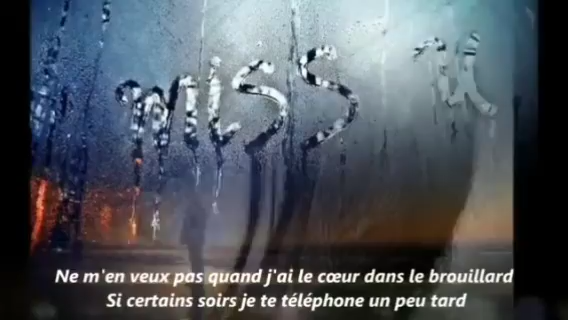 miss u
Ne m'en veux pas quand j'ai le cœur dans le brouillard
Si certains soirs je te téléphone un peu tard